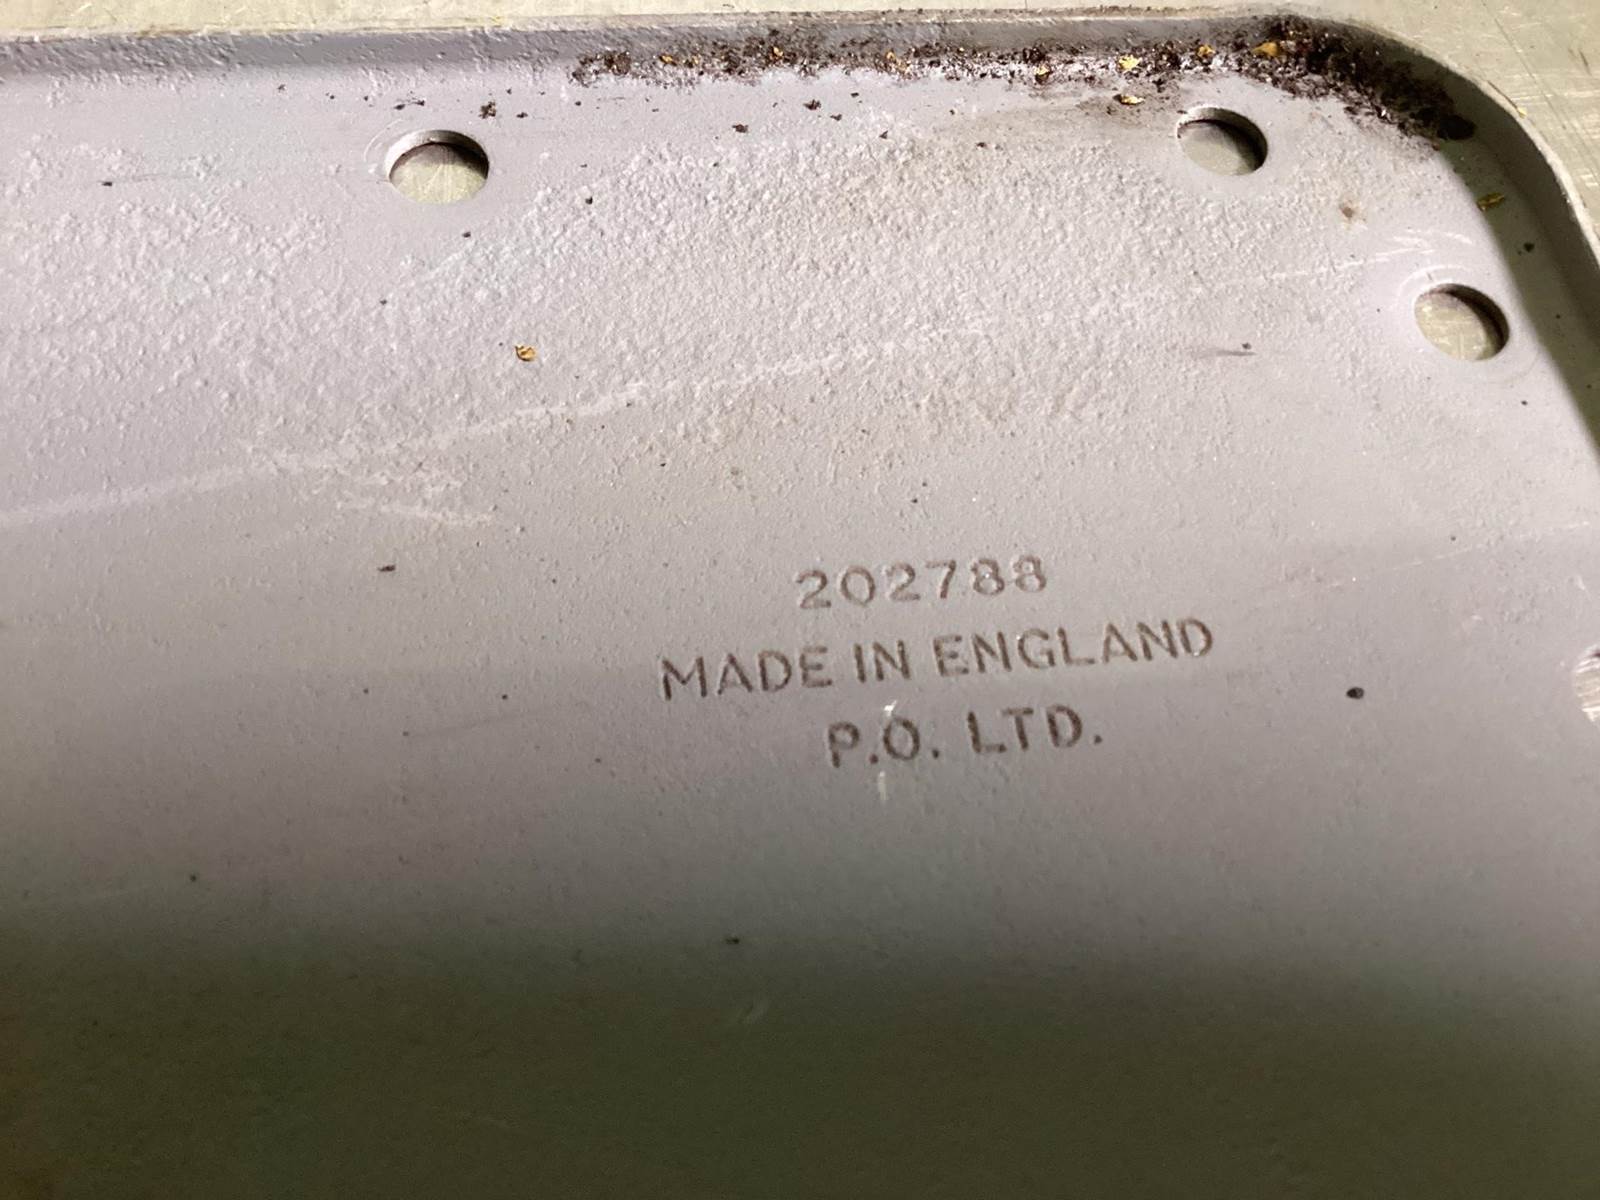 202788
MADE IN ENGLAND
P.O. LTD.